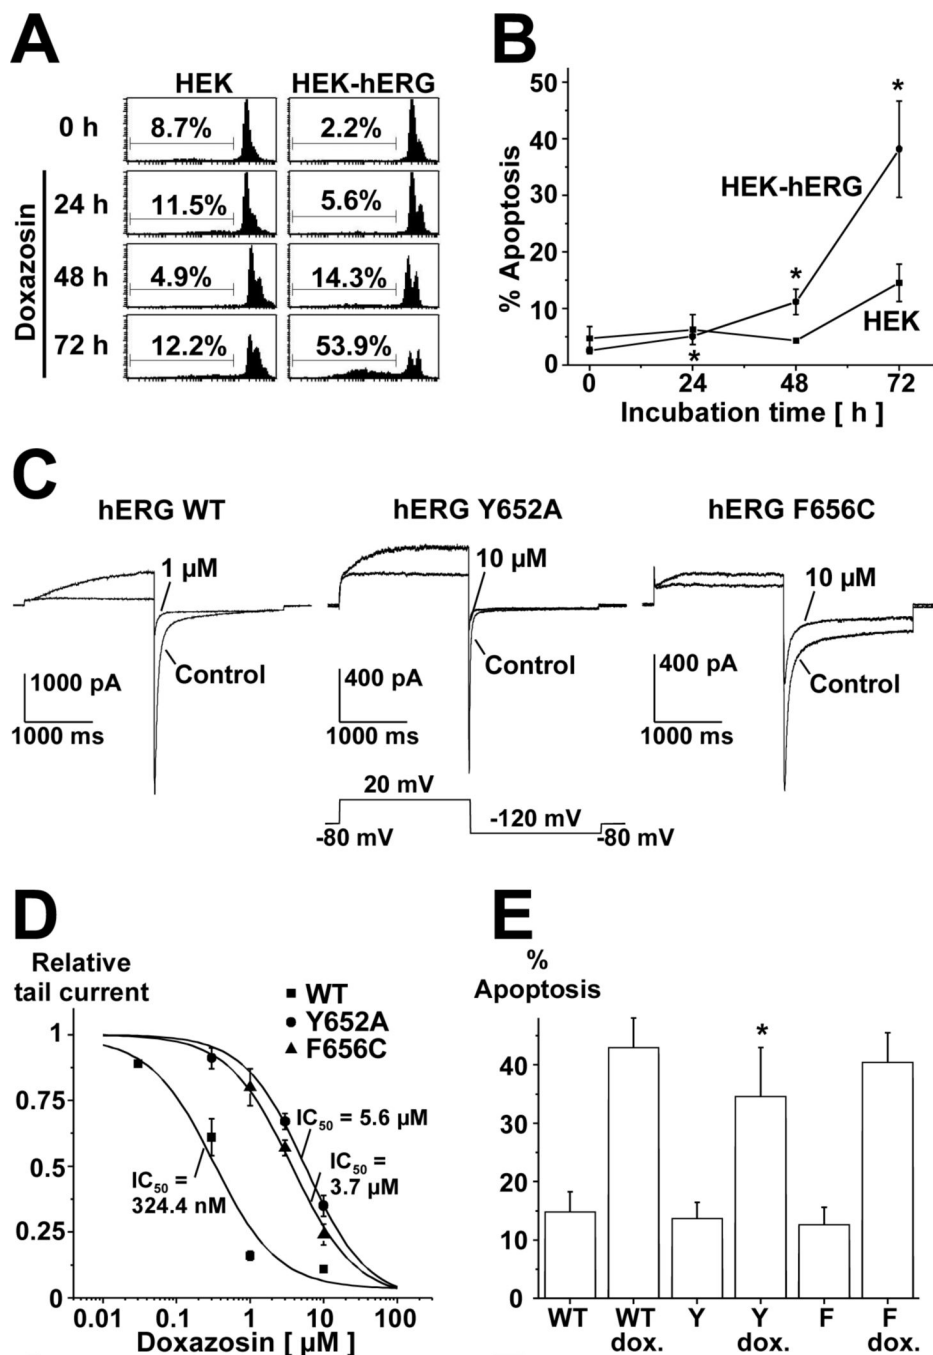 A
HEK HEK-hERG
0 h 8.7% 2.2%
24 h 11.5% 5.6%
48 h 4.9% 14.3%
72 h 12.2% 53.9%
Doxazosin
B
% Apoptosis
50
40
30
20
10
0
HEK-hERG
HEK
*
*
*
0 24 48 72
Incubation time [ h ]
C
hERG WT hERG Y652A hERG F656C
1 µM
Control
1000 pA
1000 ms
10 µM
Control
400 pA
1000 ms
10 µM
Control
400 pA
1000 ms
20 mV
-80 mV -120 mV -80 mV
D
Relative
tail current
WT
Y652A
F656C
1
0.75
0.5
0.25
0
IC50 = 5.6 µM
IC50 =
3.7 µM
IC50 =
324.4 nM
0.01 0.1 1 10 100
Doxazosin [ µM ]
E
%
Apoptosis
40
30
20
10
0
*
WT WT Y Y F F
dox. dox. dox.